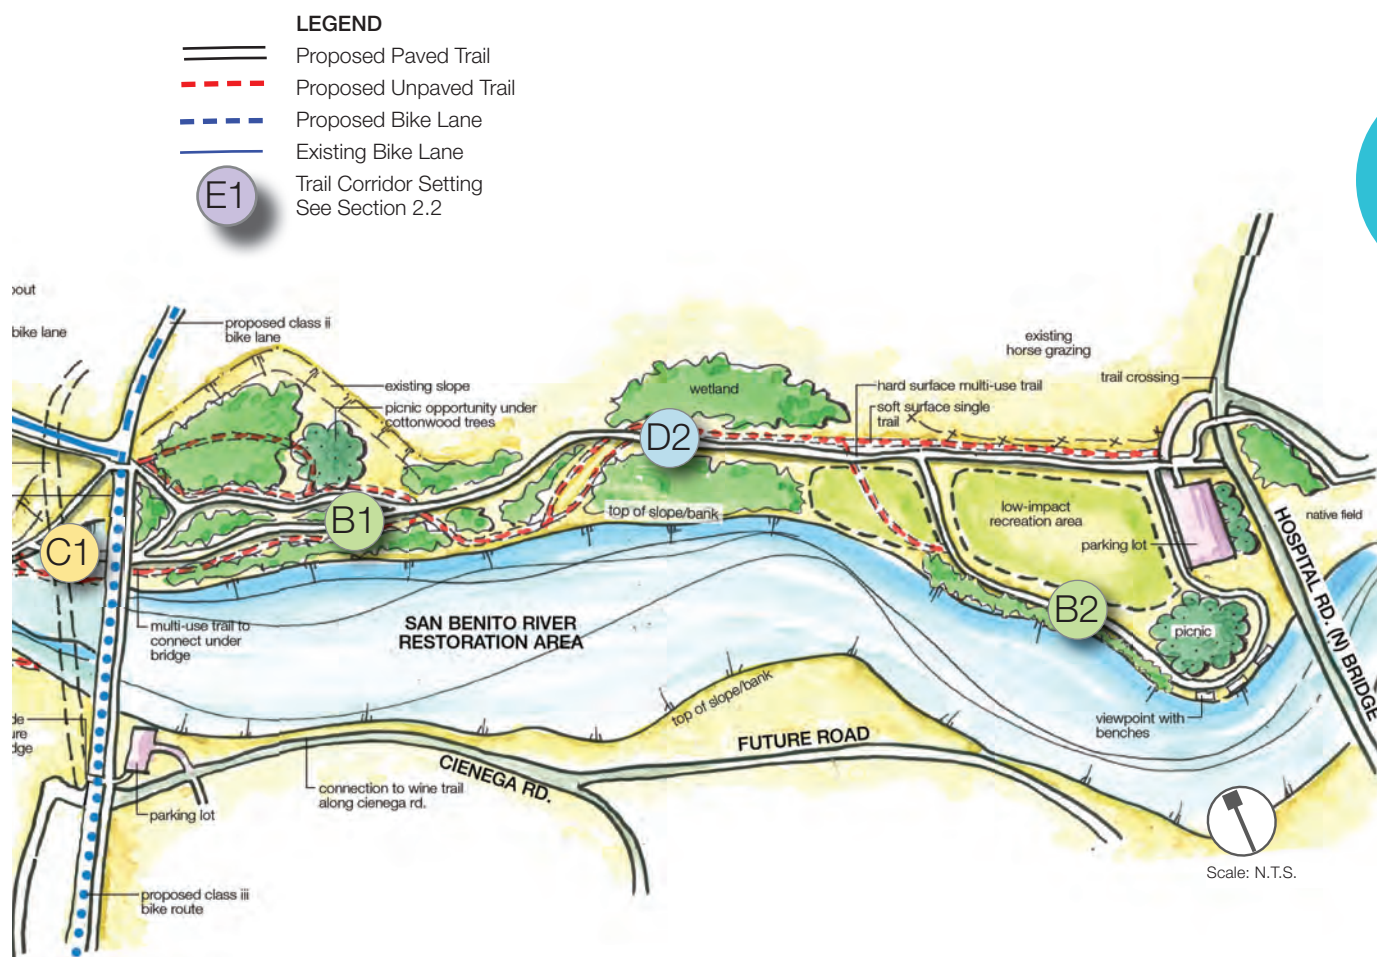 LEGEND
Proposed Paved Trail
Proposed Unpaved Trail
Proposed Bike Lane
Existing Bike Lane
E1
Trail Corridor Setting
See Section 2.2
bike lane
proposed class ii
bike lane
existing slope
picnic opportunity under
cottonwood trees
wetland
existing
horse grazing
hard surface multi-use trail
soft surface single
trail
trail crossing
D2
B1
C1
top of slope/bank
low-impact
recreation area
parking lot
native field
HOSPITAL RD. (N) BRIDGE
B2
picnic
SAN BENITO RIVER
RESTORATION AREA
multi-use trail to
connect under
bridge
top of slope/bank
viewpoint with
benches
FUTURE ROAD
CIENEGA RD.
connection to wine trail
along cienega rd.
parking lot
proposed class iii
bike route
Scale: N.T.S.